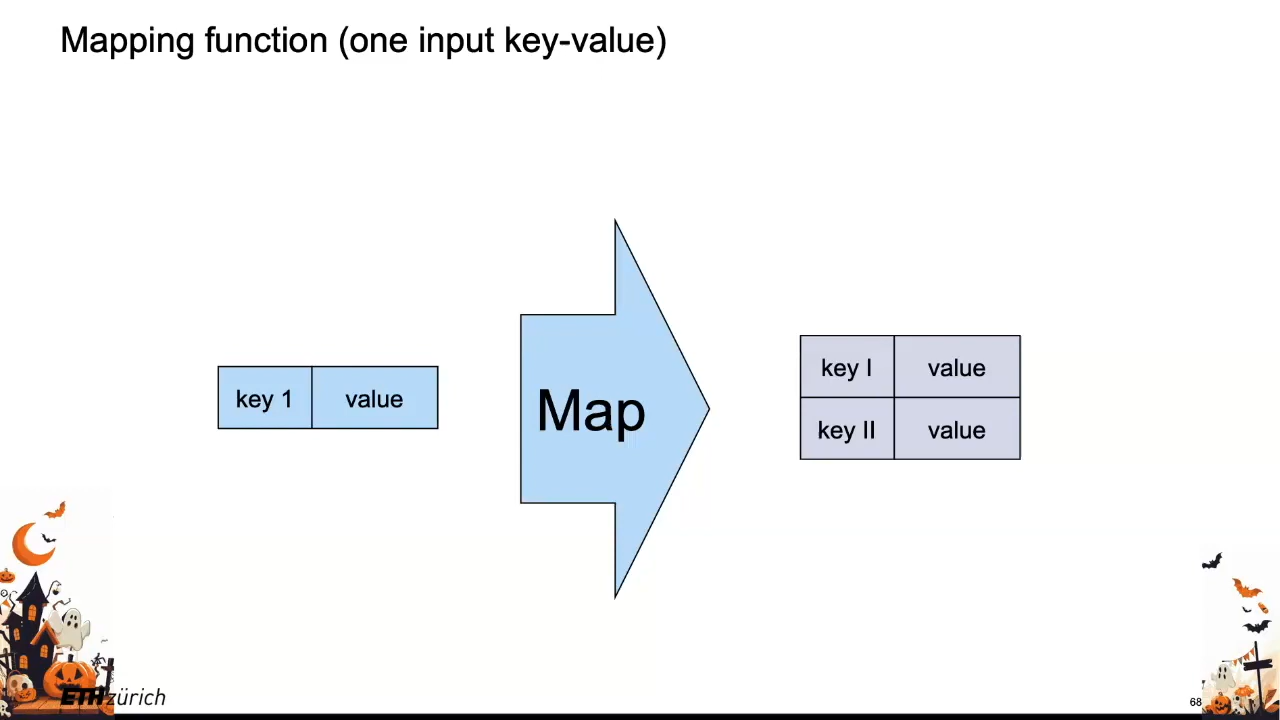 Mapping function (one input key-value)
key 1 value
Map
key I value
key II value
ETH zürich
68